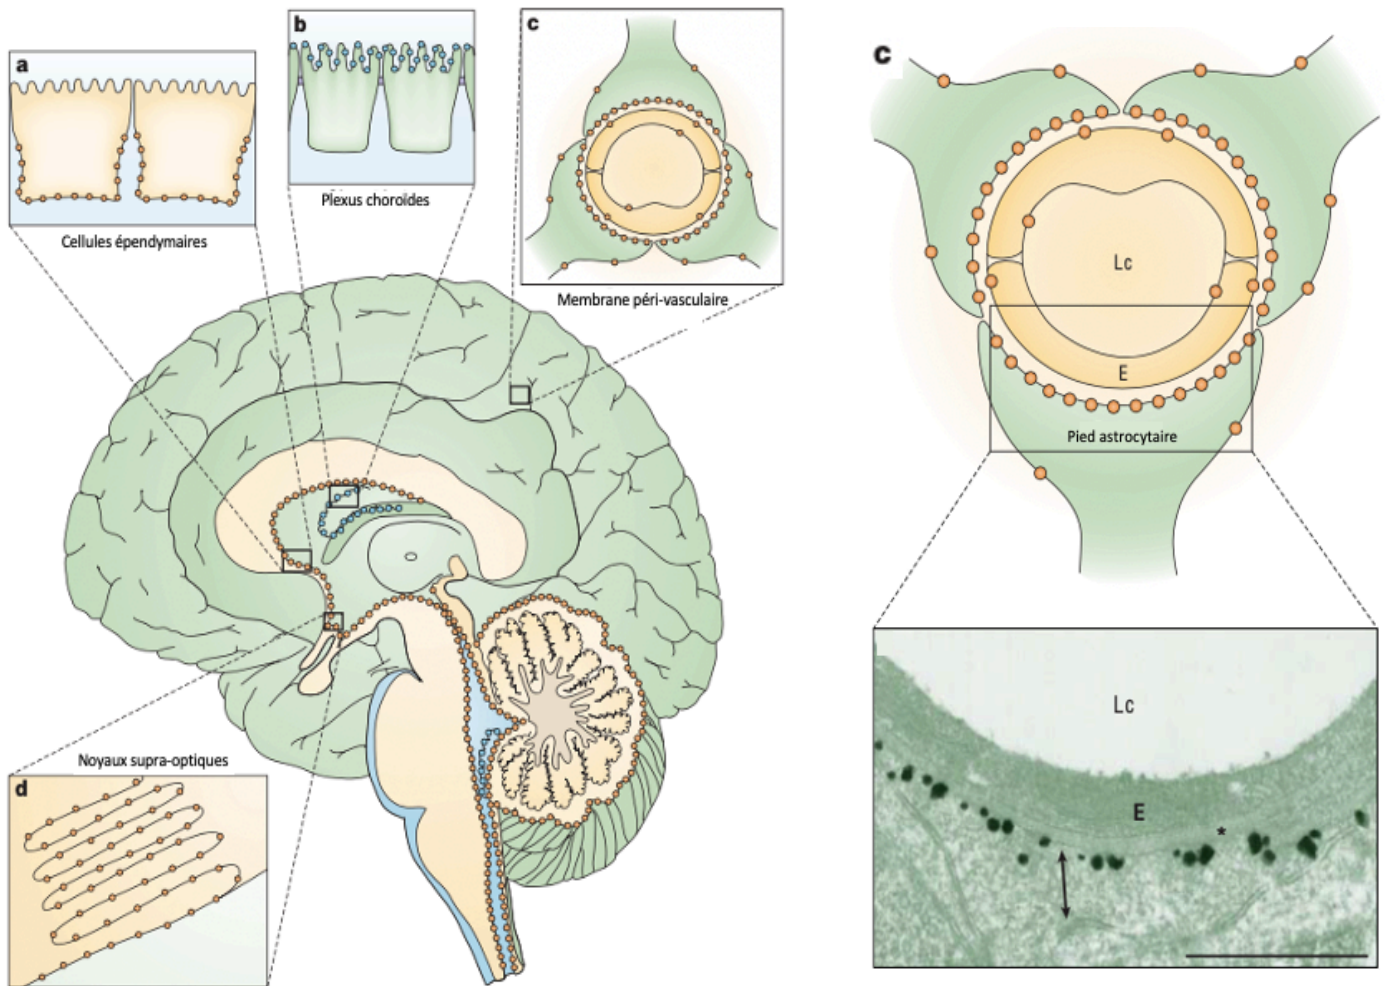 a
Cellules épendymaires
b
Plexus choroïdes
c
Membrane péri-vasculaire
Noyaux supra-optiques
d
c
Lc
E
Pied astrocytaire
Lc
E
*